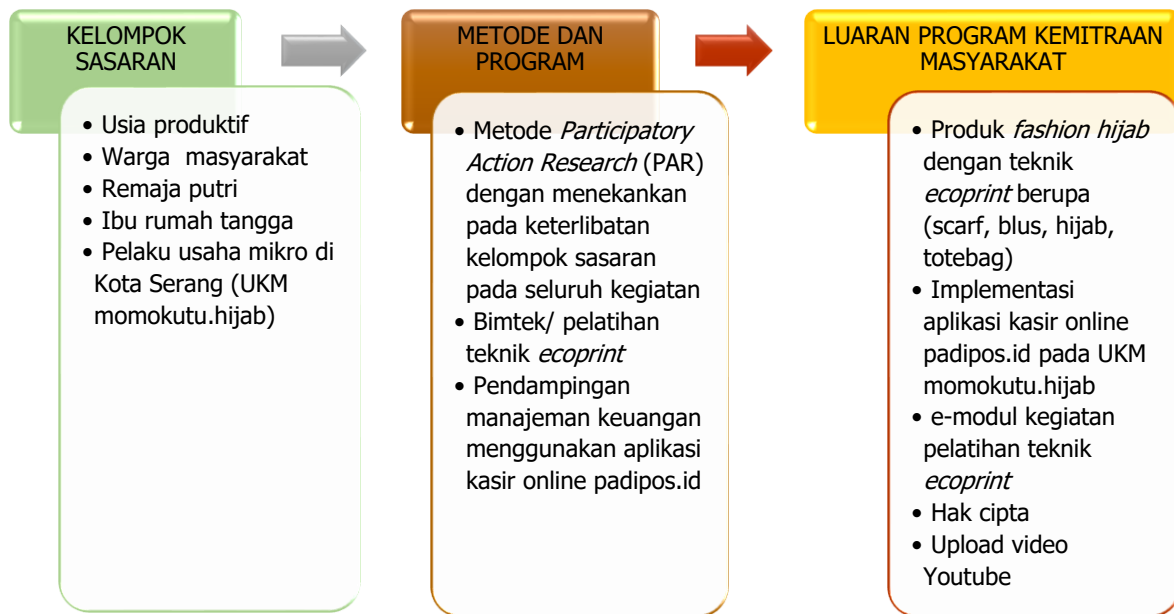 KELOMPOK
SASARAN
• Usia produktif
• Warga masyarakat
• Remaja putri
• Ibu rumah tangga
• Pelaku usaha mikro di
Kota Serang (UKM
momokutu.hijab)
METODE DAN
PROGRAM
• Metode Participatory
Action Research (PAR)
dengan menekankan
pada keterlibatan
kelompok sasaran
pada seluruh kegiatan
• Bimtek/ pelatihan
teknik ecoprint
• Pendampingan
manajeman keuangan
menggunakan aplikasi
kasir online padipos.id
LUARAN PROGRAM KEMITRAAN
MASYARAKAT
• Produk fashion hijab
dengan teknik
ecoprint berupa
(scarf, blus, hijab,
totebag)
• Implementasi
aplikasi kasir online
padipos.id pada UKM
momokutu.hijab
• e-modul kegiatan
pelatihan teknik
ecoprint
• Hak cipta
• Upload video
Youtube